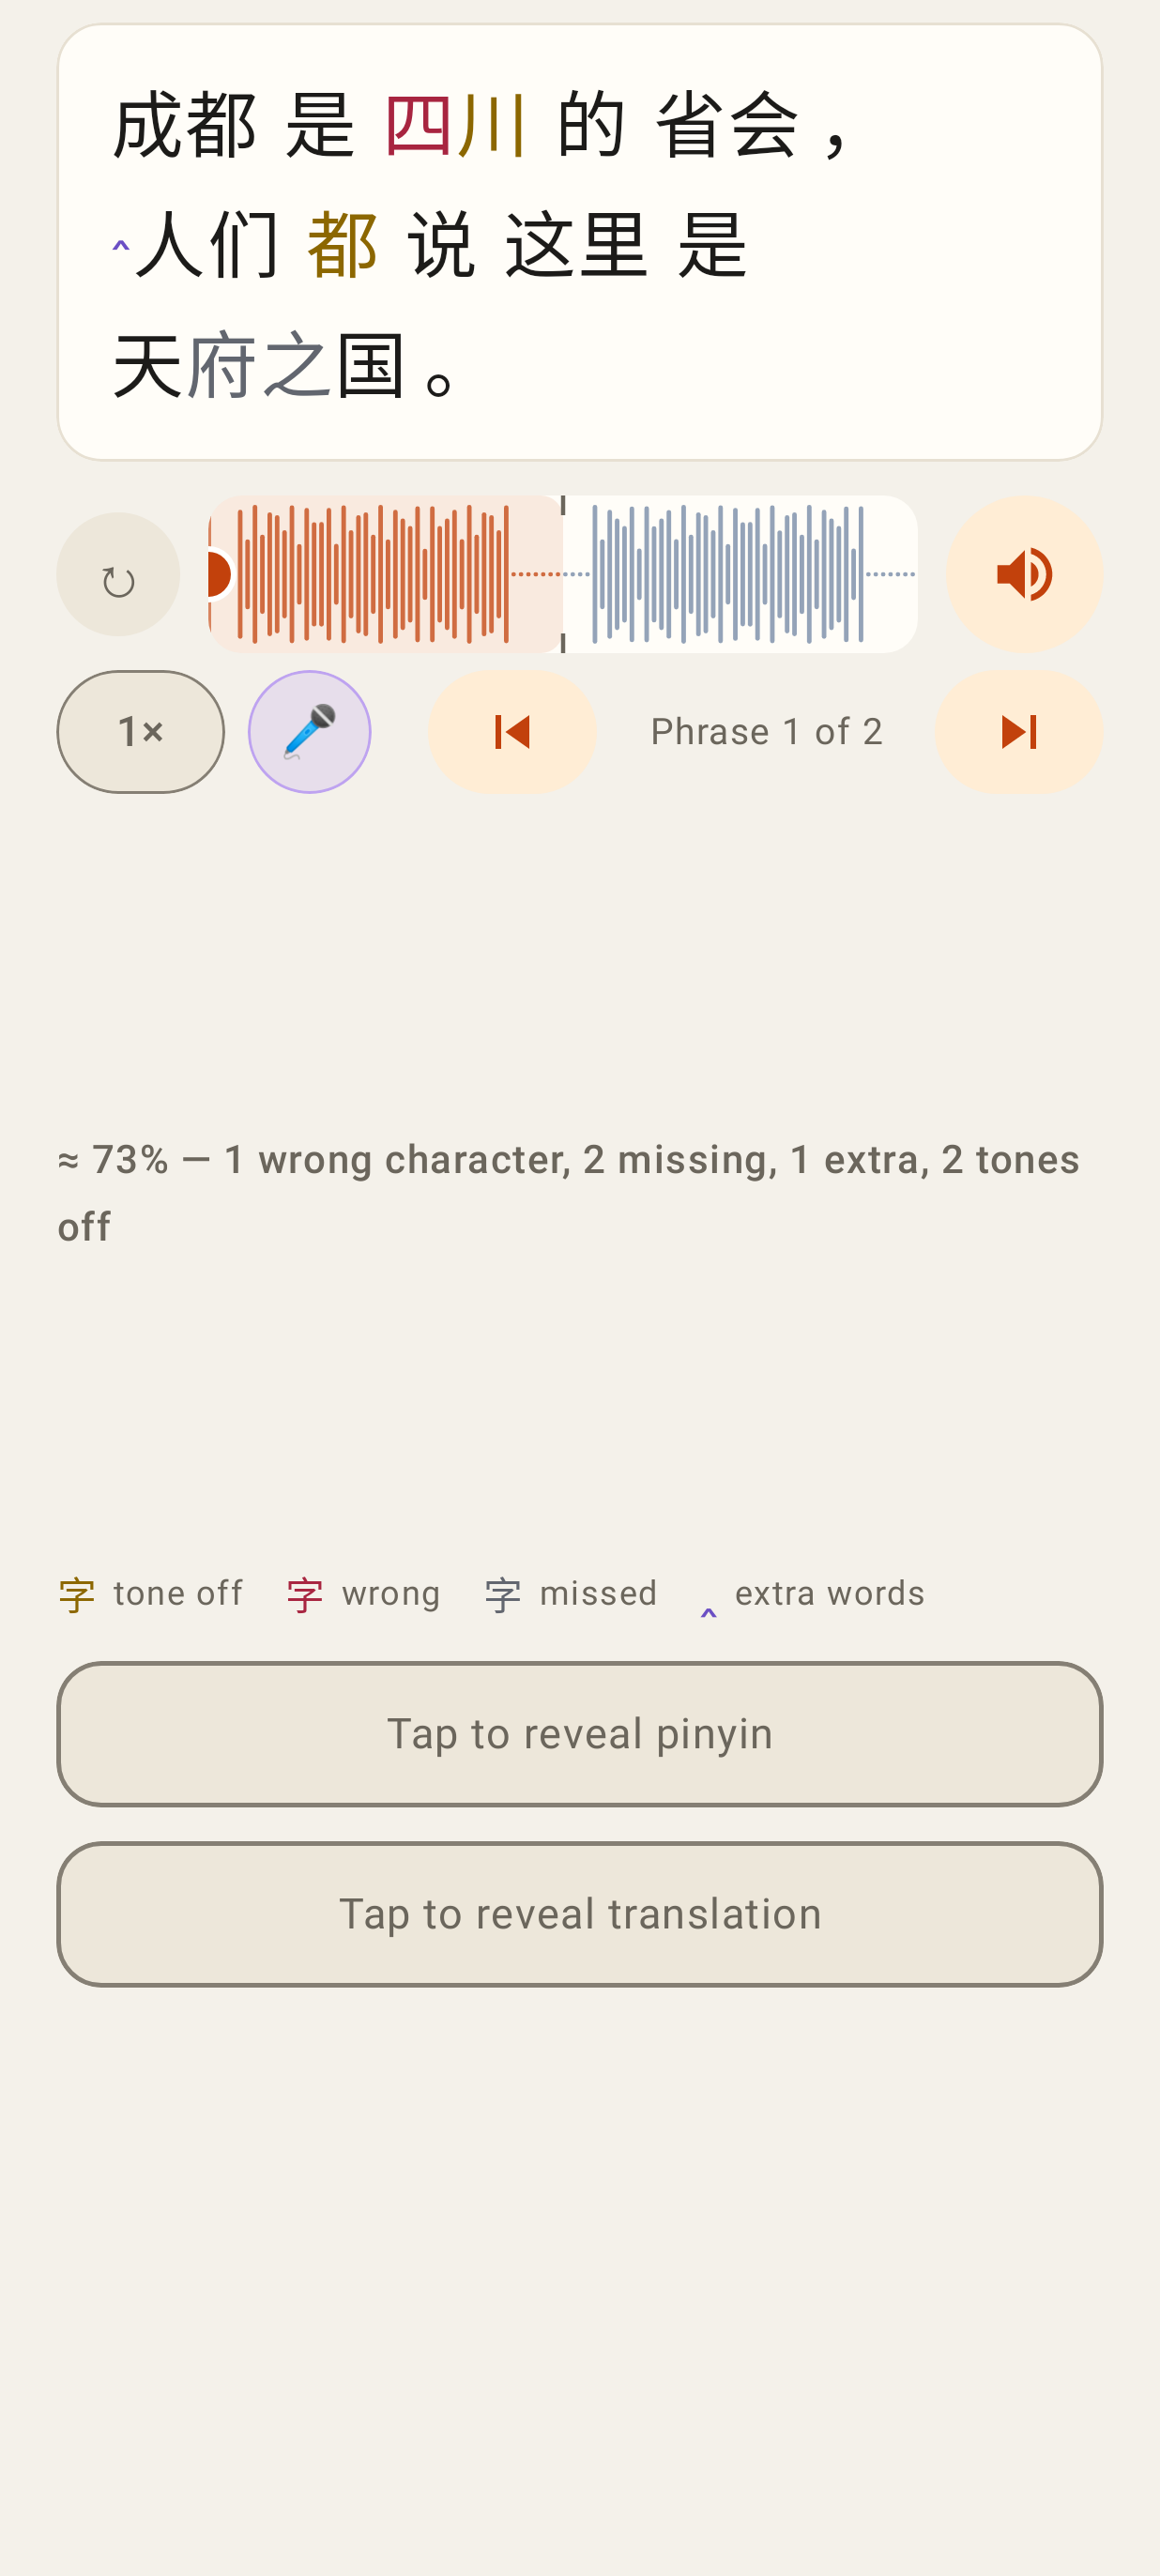 成都 是 四川 的 省会 ，
‸人们 都 说 这里 是
天府之国 。
↻
1×
Phrase 1 of 2
≈ 73% — 1 wrong character, 2 missing, 1 extra, 2 tones
off
字 tone off 字 wrong 字 missed ‸ extra words
Tap to reveal pinyin
Tap to reveal translation